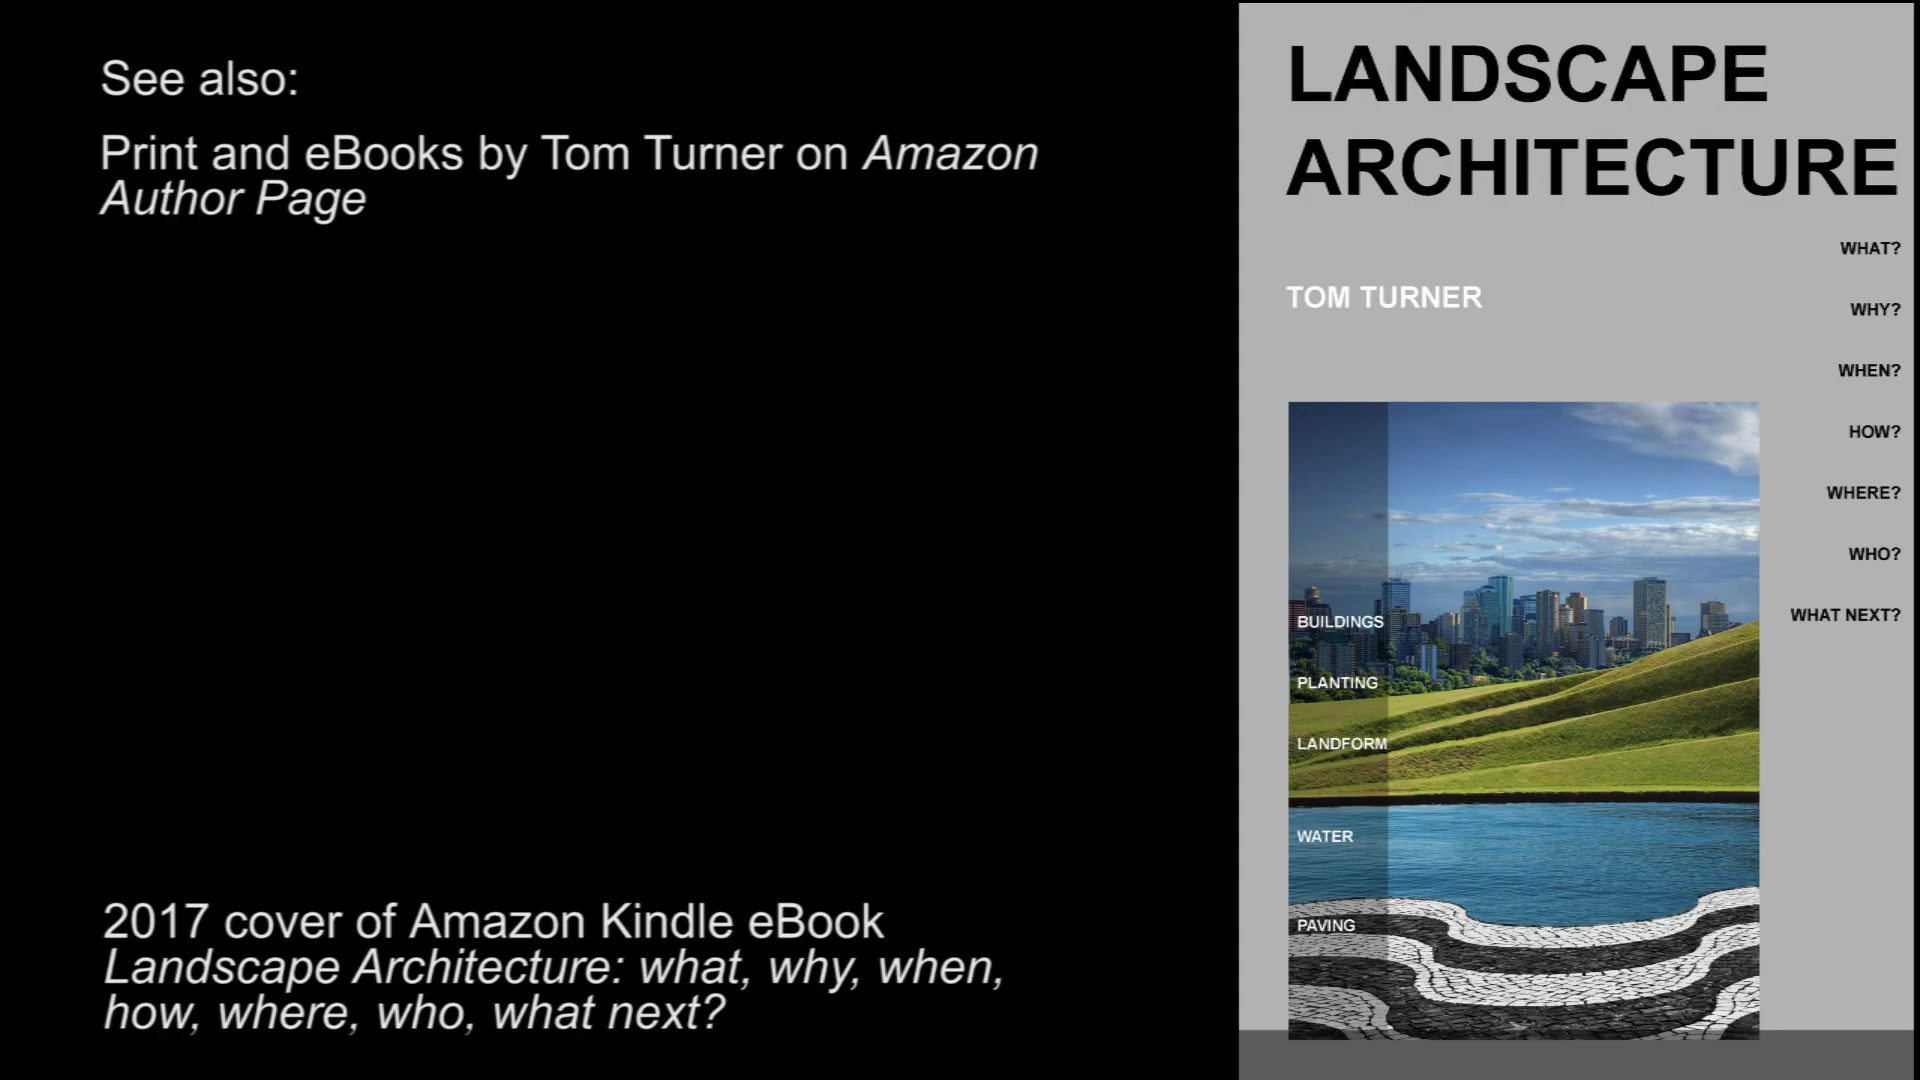 See also:
Print and eBooks by Tom Turner on Amazon
Author Page
2017 cover of Amazon Kindle eBook
Landscape Architecture: what, why, when,
how, where, who, what next?
LANDSCAPE
ARCHITECTURE
TOM TURNER
WHAT?
WHY?
WHEN?
HOW?
WHERE?
WHO?
WHAT NEXT?
BUILDINGS
PLANTING
LANDFORM
WATER
PAVING